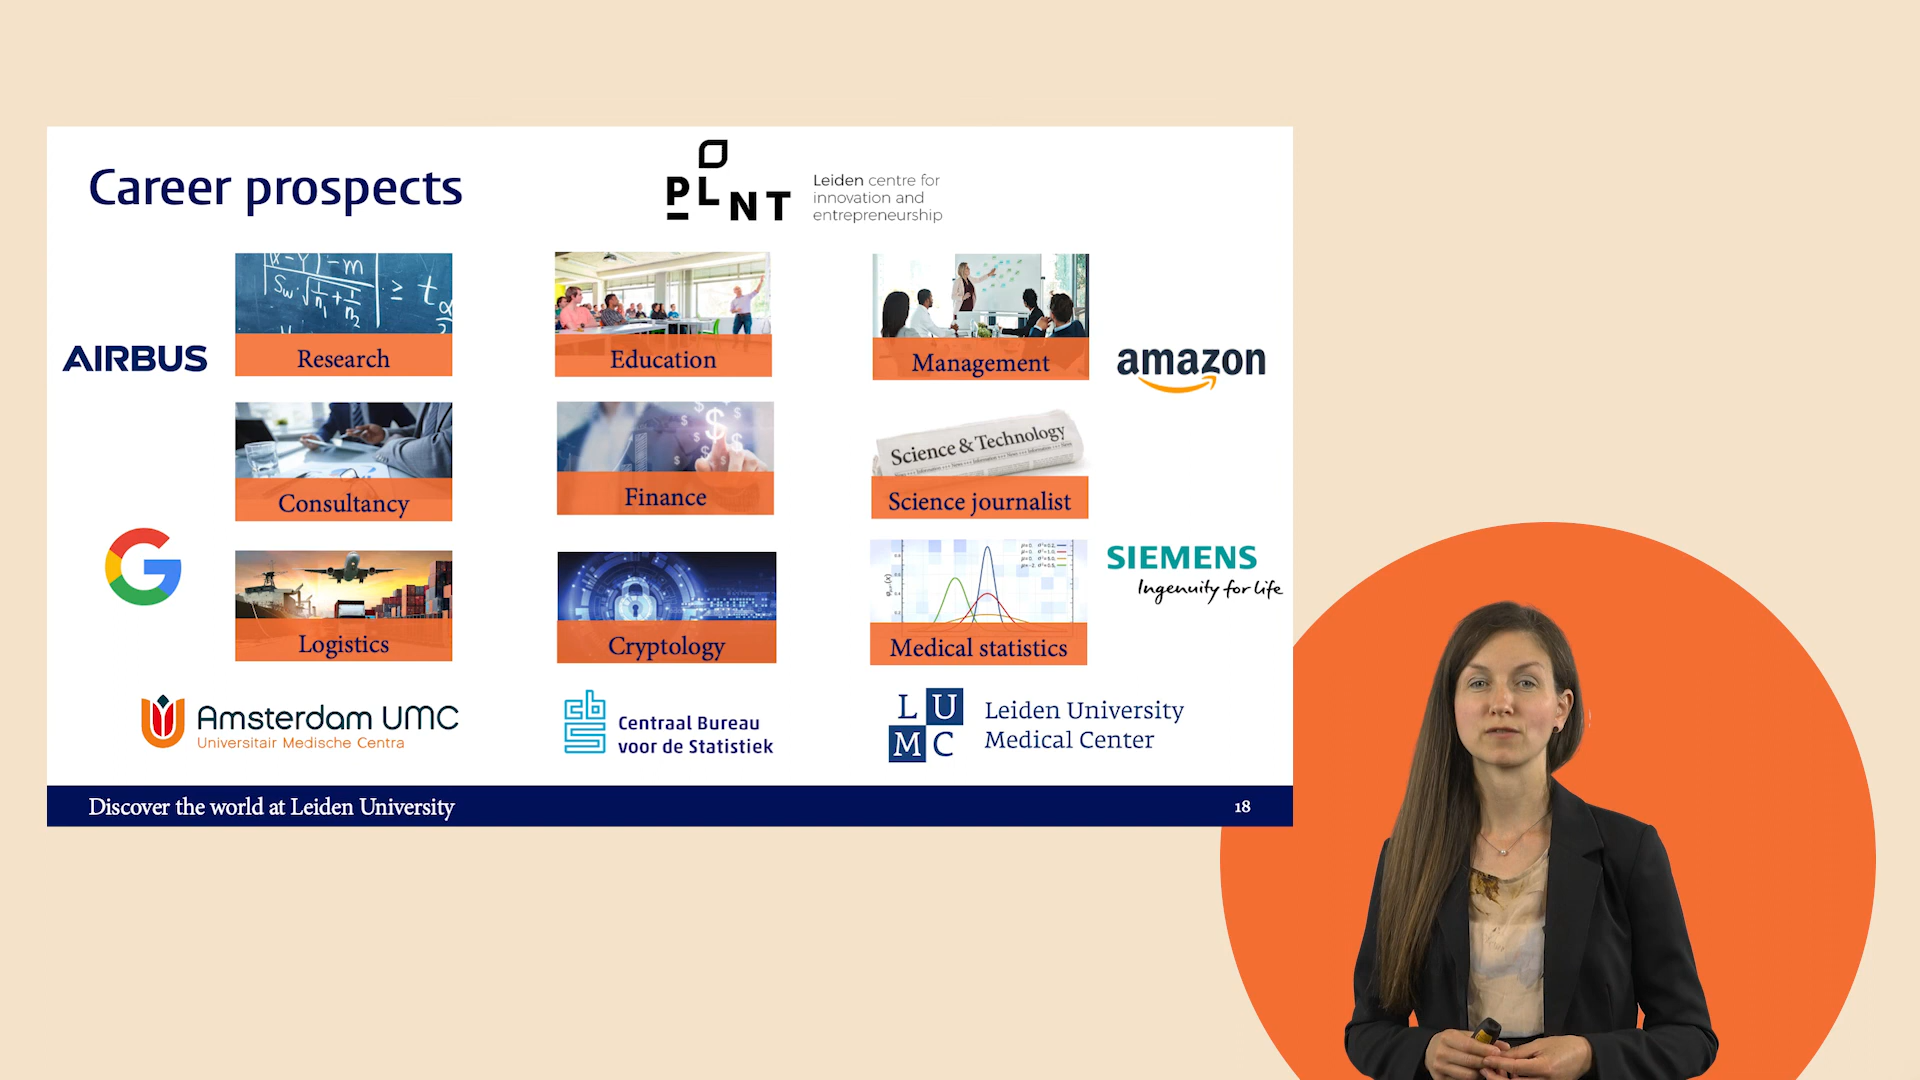 Career prospects
PLNT
Leiden centre for
innovation and
entrepreneurship
Research
Education
Management
AIRBUS
amazon
Consultancy
Finance
Science & Technology
Science journalist
G
SIEMENS
Ingenuity for life
Logistics
Cryptology
Medical statistics
Amsterdam UMC
Universitair Medische Centra
cbs
Centraal Bureau
voor de Statistiek
LUMC
Leiden University
Medical Center
Discover the world at Leiden University
18